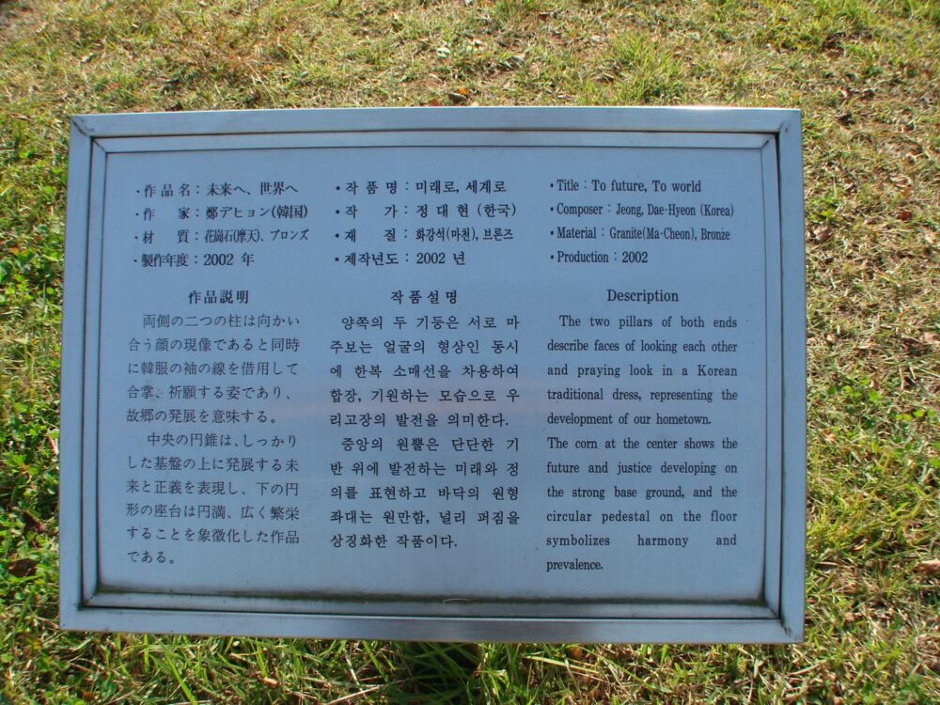 ・作 品 名：未来へ、世界へ
・作　　家：鄭デヒョン(韓国)
・材　　質：花崗石(摩天)、ブロンズ
・製作年度：2002 年
作品説明
両側の二つの柱は向かい
合う顔の現像であると同時
に韓服の袖の線を借用して
合掌、祈願する姿であり、
故郷の発展を意味する。
中央の円錐は、しっかり
した基盤の上に発展する未
来と正義を表現し、下の円
形の座台は円満、広く繁栄
することを象徴化した作品
である。
・작 품 명 : 미래로, 세계로
・작　　가 : 정 대 현 (한국)
・재　　질 : 화강석(마천), 브론즈
・제작년도 : 2002 년
작품설명
양쪽의 두 기둥은 서로 마
주보는 얼굴의 형상인 동시
에 한복 소매선을 차용하여
합장, 기원하는 모습으로 우
리고장의 발전을 의미한다.
중앙의 원뿔은 단단한 기
반 위에 발전하는 미래와 정
의를 표현하고 바닥의 원형
좌대는 원만함, 널리 퍼짐을
상징화한 작품이다.
・Title : To future, To world
・Composer : Jeong, Dae-Hyeon (Korea)
・Material : Granite(Ma-Cheon), Bronze
・Production : 2002
Description
The two pillars of both ends
describe faces of looking each other
and praying look in a Korean
traditional dress, representing the
development of our hometown.
The corn at the center shows the
future and justice developing on
the strong base ground, and the
circular pedestal on the floor
symbolizes harmony and
prevalence.